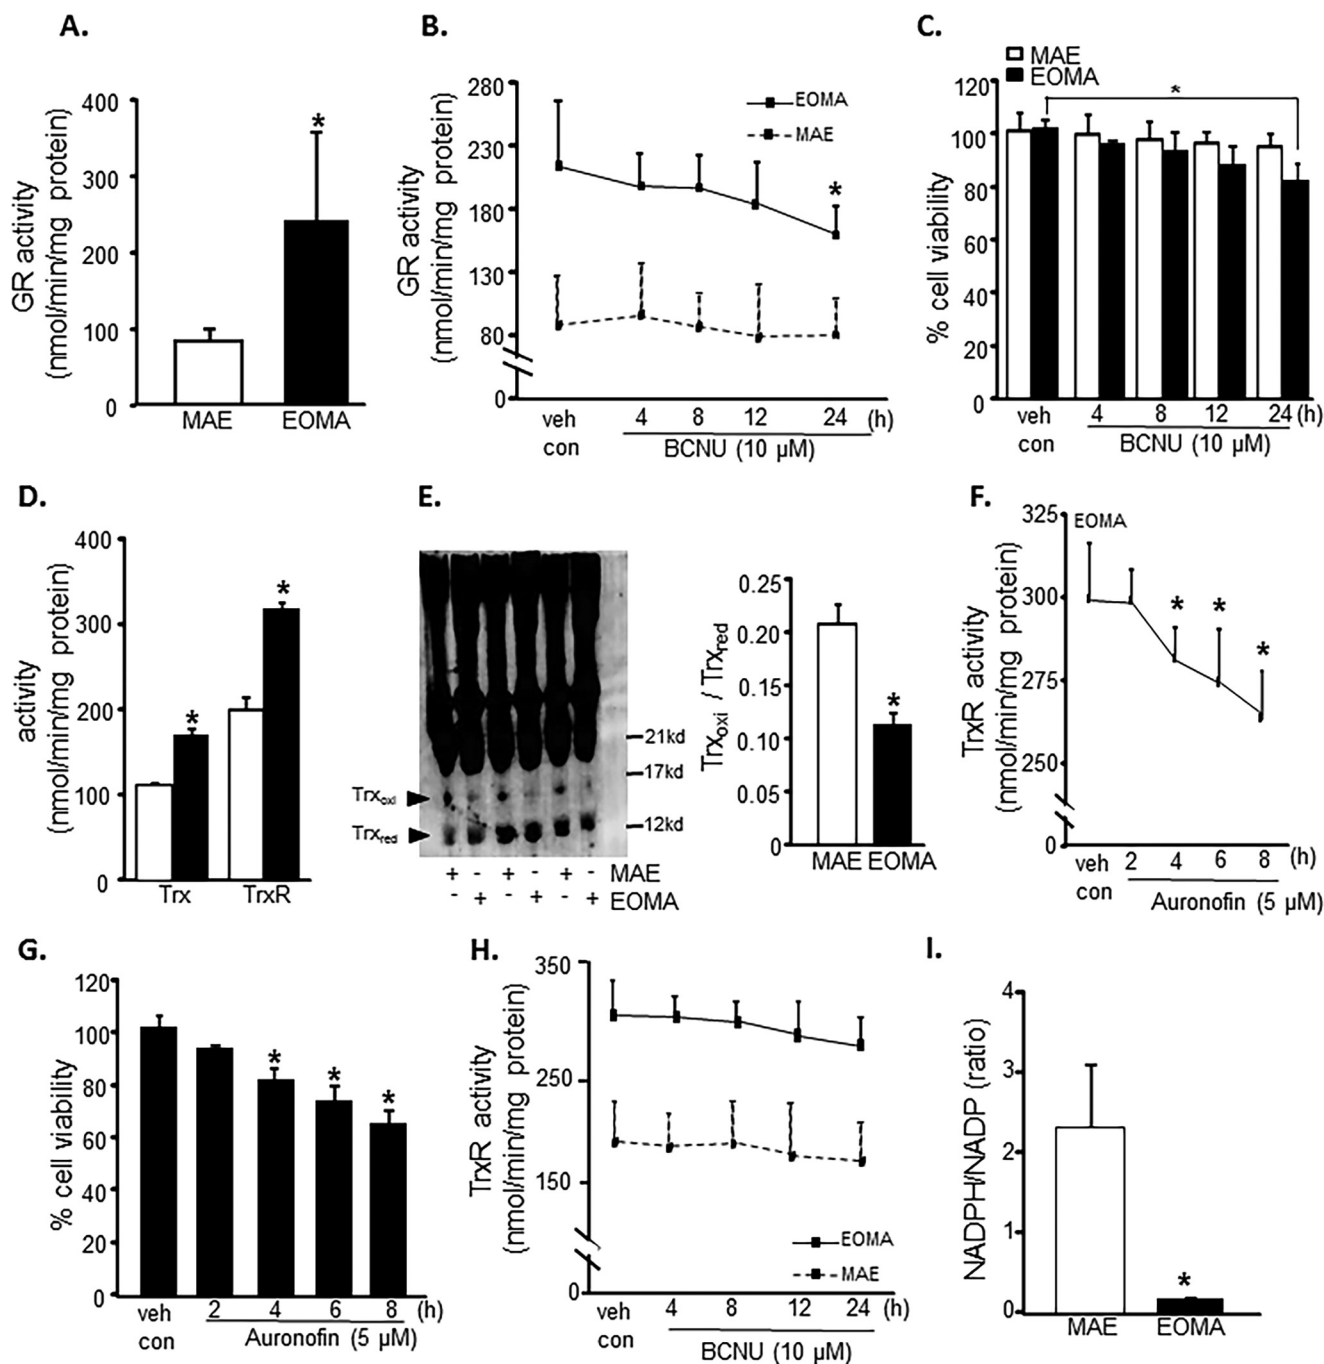 A.
GR activity
(nmol/min/mg protein)
400
300
200
100
0
*
MAE EOMA
B.
GR activity
(nmol/min/mg protein)
280
230
180
130
80
0
EOMA
MAE
*
veh con 4 8 12 24 (h)
BCNU (10 µM)
C.
MAE
EOMA
% cell viability
120
100
80
60
40
20
0
*
veh con 4 8 12 24 (h)
BCNU (10 µM)
D.
activity
(nmol/min/mg protein)
400
300
200
100
0
* *
Trx TrxR
E.
21kd
17kd
12kd
Trxoxi
Trxred
+ - + - + - MAE
- + - + - + EOMA
Trxoxi / Trxred
0.25
0.20
0.15
0.10
0.05
0
*
MAE EOMA
F.
TrxR activity
(nmol/min/mg protein)
325
300
275
250
0
EOMA
* * *
veh con 2 4 6 8 (h)
Auronofin (5 µM)
G.
% cell viability
120
100
80
60
40
20
0
* * *
veh con 2 4 6 8 (h)
Auronofin (5 µM)
H.
TrxR activity
(nmol/min/mg protein)
350
250
150
0
EOMA
MAE
veh con 4 8 12 24 (h)
BCNU (10 µM)
I.
NADPH/NADP (ratio)
4
3
2
1
0
*
MAE EOMA